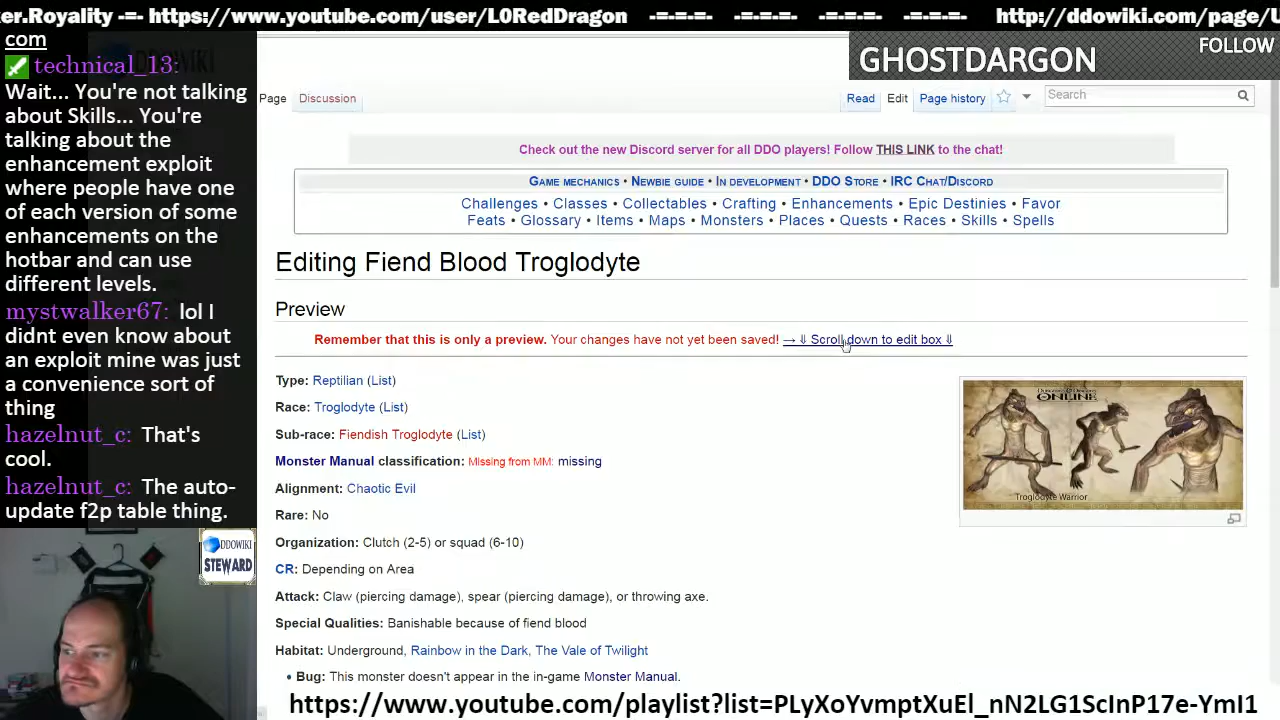 er.Royality -=- https://www.youtube.com/user/L0RedDragon -=-=-=- -=-=-=- -=-=-=- -=-=-=- http://ddowiki.com/page/U
com
technical_13:
Wait... You're not talking
about Skills... You're
talking about the
enhancement exploit
where people have one
of each version of some
enhancements on the
hotbar and can use
different levels.
mystwalker67: lol I
didnt even know about
an exploit mine was just
a convenience sort of
thing
hazelnut_c: That's
cool.
hazelnut_c: The auto-
update f2p table thing.
DDOWIKI
STEWARD
GHOSTDARGON
FOLLOW
Page Discussion Read Edit Page history Search
Check out the new Discord server for all DDO players! Follow THIS LINK to the chat!
Game mechanics • Newbie guide • In development • DDO Store • IRC Chat/Discord
Challenges • Classes • Collectables • Crafting • Enhancements • Epic Destinies • Favor
Feats • Glossary • Items • Maps • Monsters • Places • Quests • Races • Skills • Spells
Editing Fiend Blood Troglodyte
Preview
Remember that this is only a preview. Your changes have not yet been saved! → ⇓ Scroll down to edit box ⇓
Type: Reptilian (List)
Race: Troglodyte (List)
Sub-race: Fiendish Troglodyte (List)
Monster Manual classification: Missing from MM: missing
Alignment: Chaotic Evil
Rare: No
Organization: Clutch (2-5) or squad (6-10)
CR: Depending on Area
Attack: Claw (piercing damage), spear (piercing damage), or throwing axe.
Special Qualities: Banishable because of fiend blood
Habitat: Underground, Rainbow in the Dark, The Vale of Twilight
• Bug: This monster doesn't appear in the in-game Monster Manual.
Dungeons & Dragons
ONLINE
Troglodyte Warrior
https://www.youtube.com/playlist?list=PLyXoYvmptXuEl_nN2LG1ScInP17e-YmI1